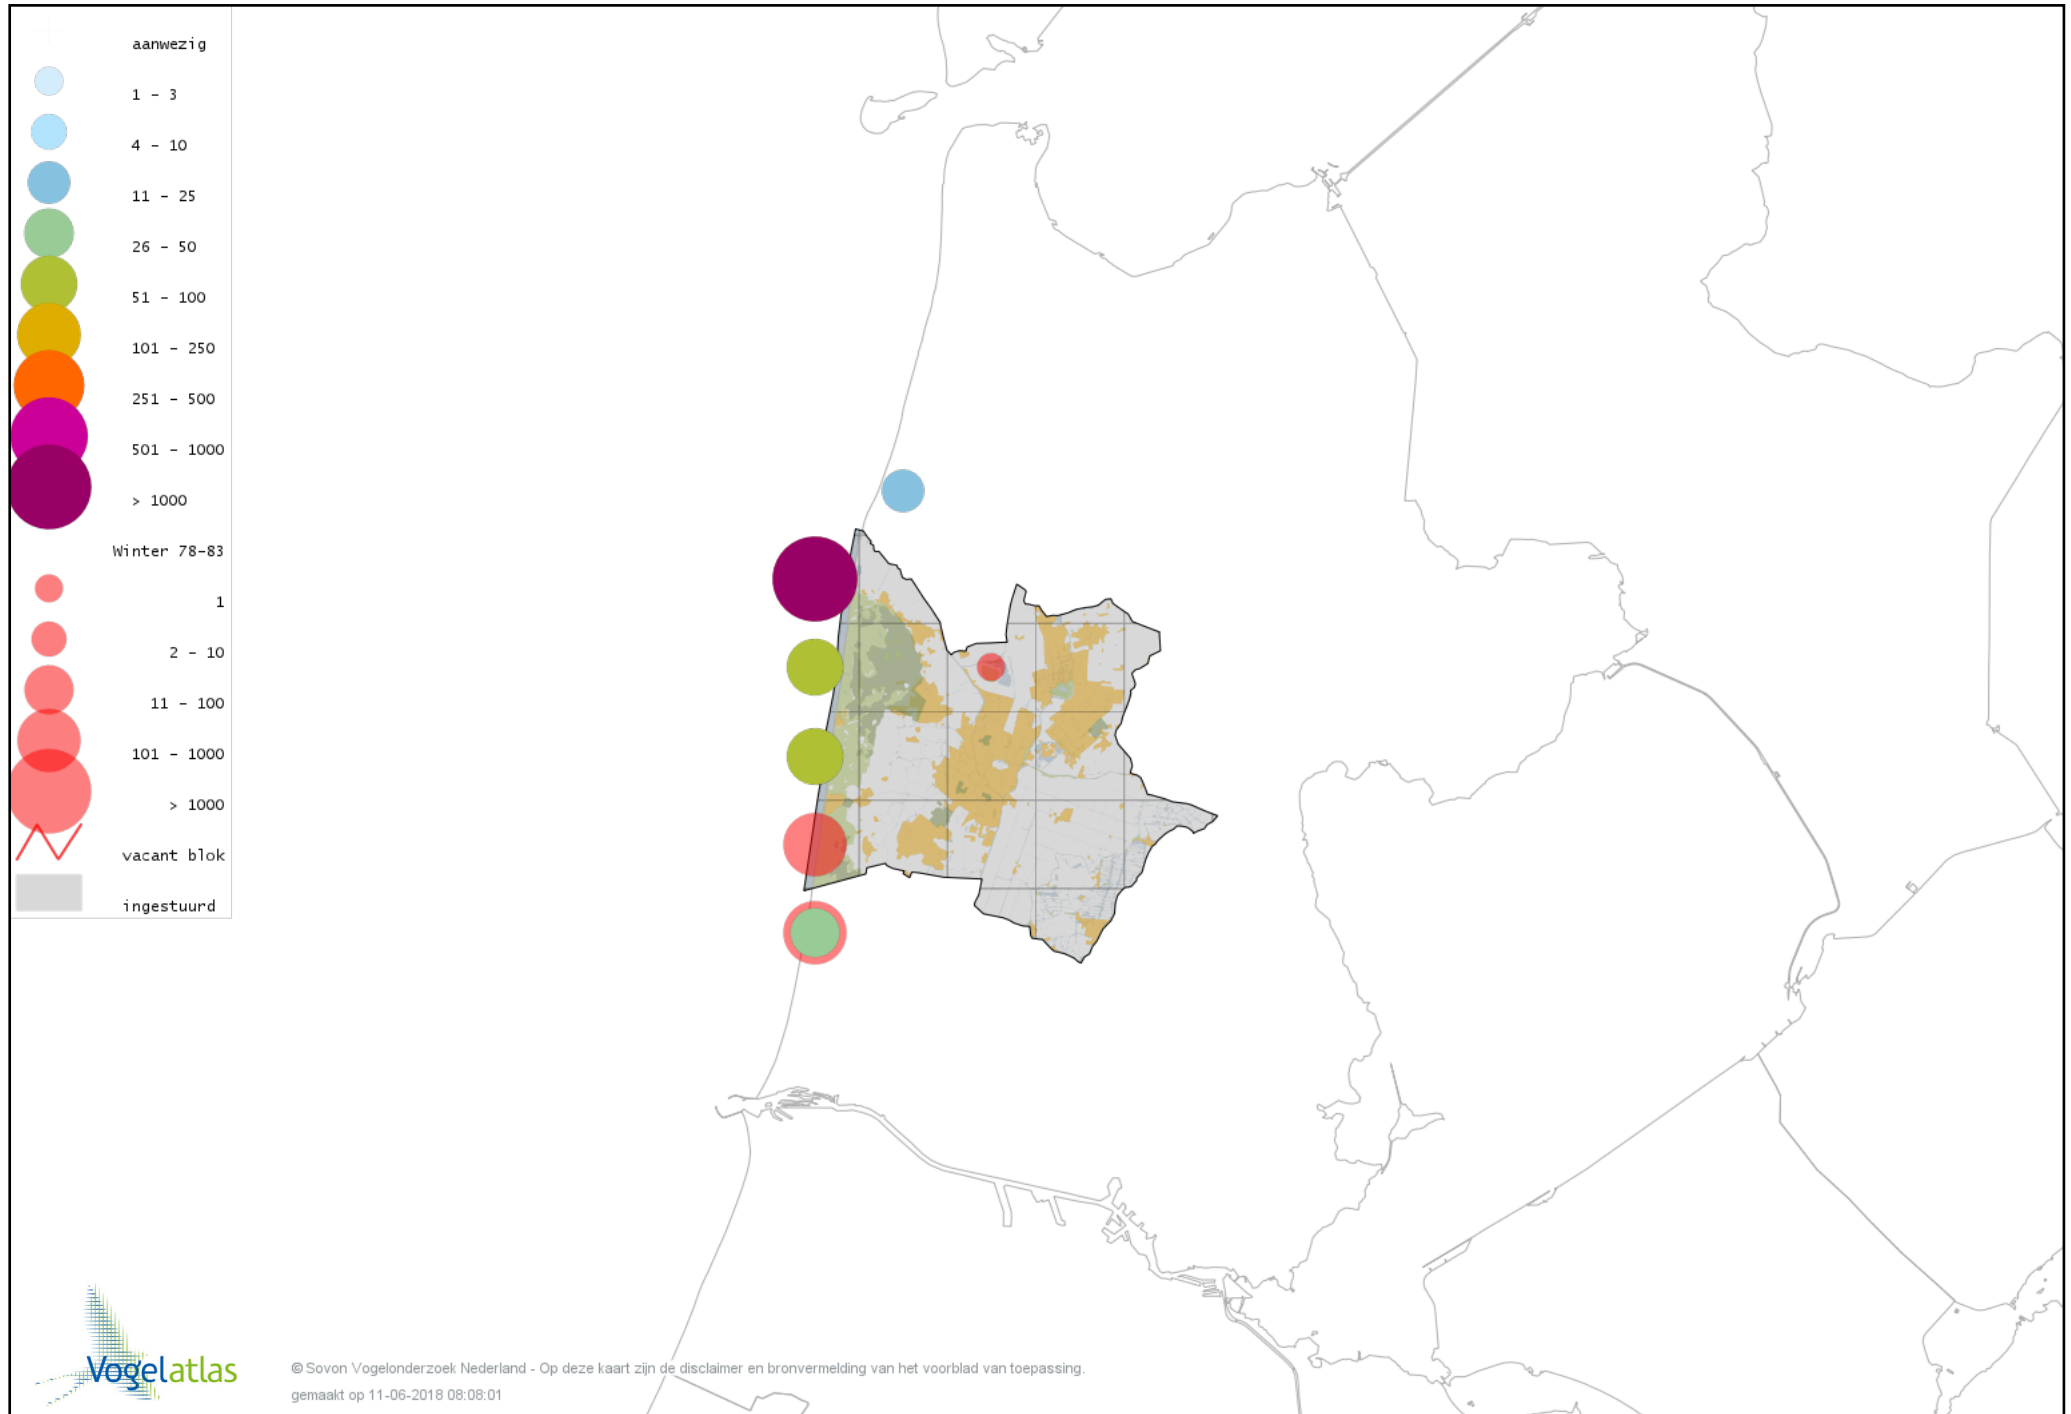 aanwezig
1 - 3
4 - 10
11 - 25
26 - 50
51 - 100
101 - 250
251 - 500
501 - 1000
> 1000
Winter 78-83
1
2 - 10
11 - 100
101 - 1000
> 1000
vacant blok
ingestuurd
Vogelatlas
© Sovon Vogelonderzoek Nederland - Op deze kaart zijn de disclaimer en bronvermelding van het voorblad van toepassing.
gemaakt op 11-06-2018 08:08:01